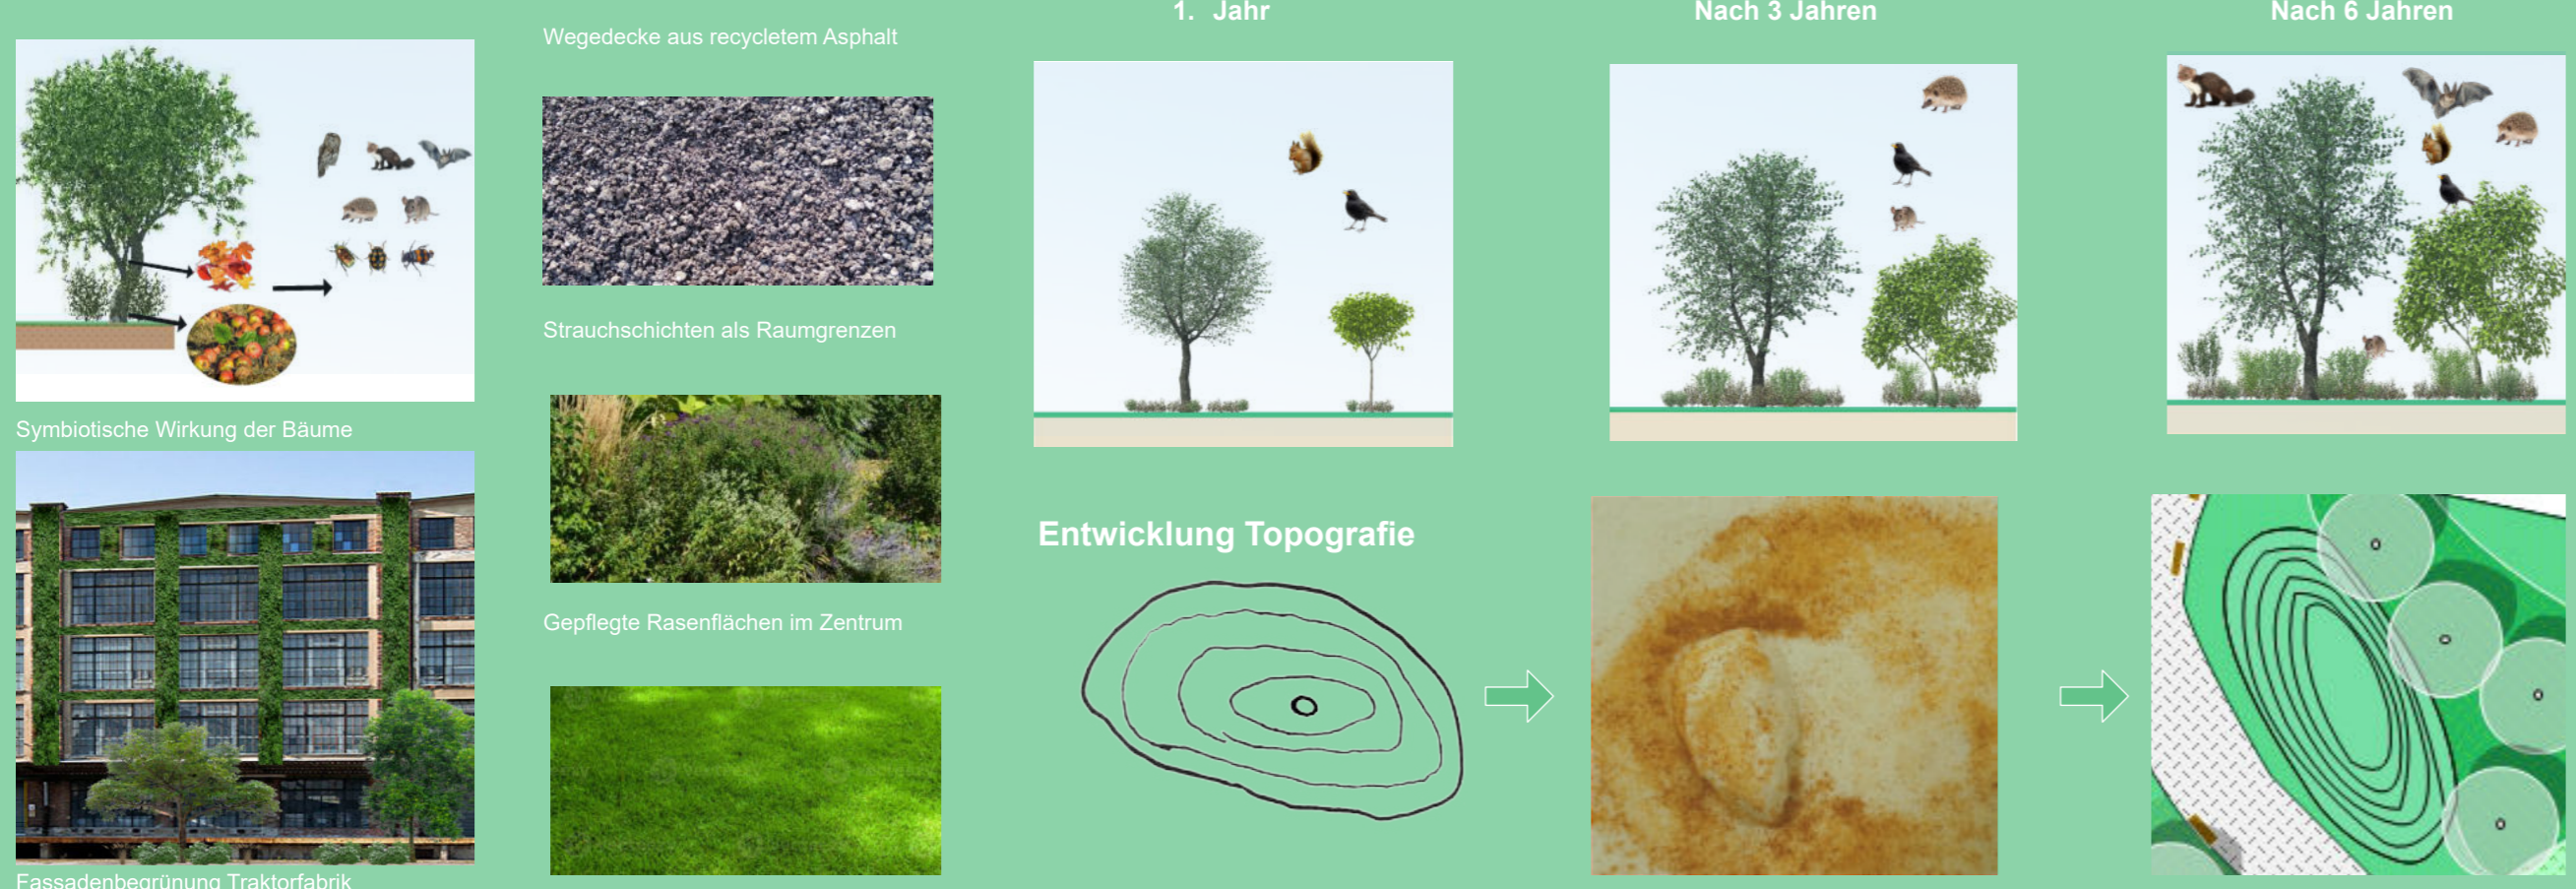 1. Jahr
Nach 3 Jahren
Nach 6 Jahren
Wegedecke aus recycletem Asphalt
Strauchschichten als Raumgrenzen
Symbiotische Wirkung der Bäume
Entwicklung Topografie
Gepflegte Rasenflächen im Zentrum
Fassadenbegrünung Traktorfabrik